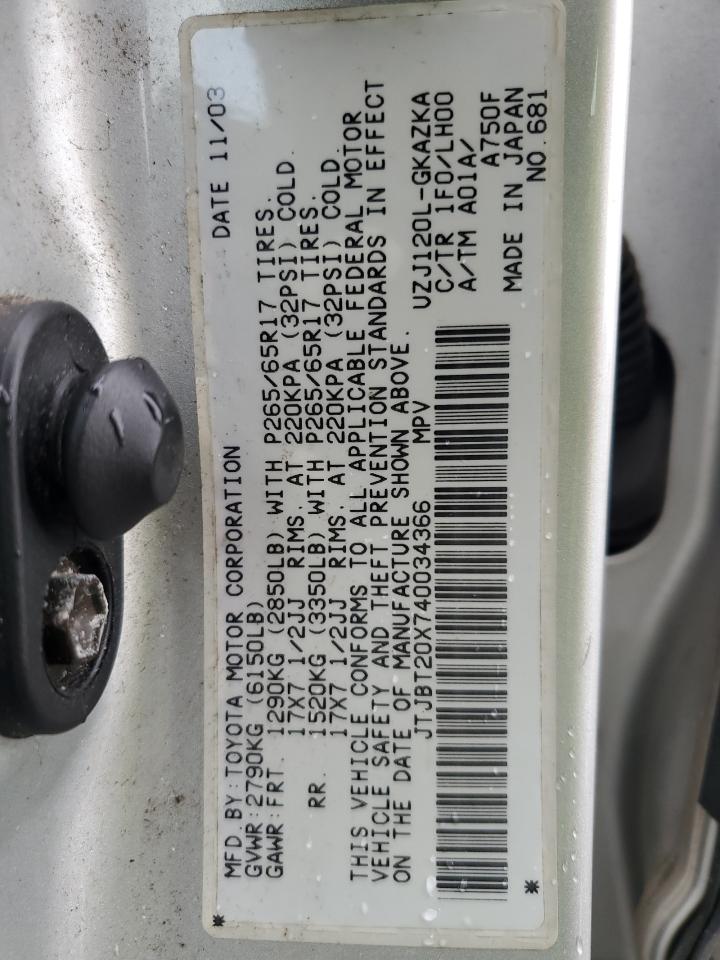 MFD. BY: TOYOTA MOTOR CORPORATION DATE 11/03
GVWR: 2790KG (6150LB)
GAWR: FRT. 1290KG (2850LB) WITH P265/65R17 TIRES.
17X7 1/2JJ RIMS. AT 220KPA (32PSI) COLD.
RR. 1520KG (3350LB) WITH P265/65R17 TIRES.
17X7 1/2JJ RIMS. AT 220KPA (32PSI) COLD.
THIS VEHICLE CONFORMS TO ALL APPLICABLE FEDERAL MOTOR
VEHICLE SAFETY AND THEFT PREVENTION STANDARDS IN EFFECT
ON THE DATE OF MANUFACTURE SHOWN ABOVE.
JTJBT20X740034366 MPV
UZJ120L-GKAZKA
C/TR 1F0/LH00
A/TM A01A/
A750F
MADE IN JAPAN
NO.681